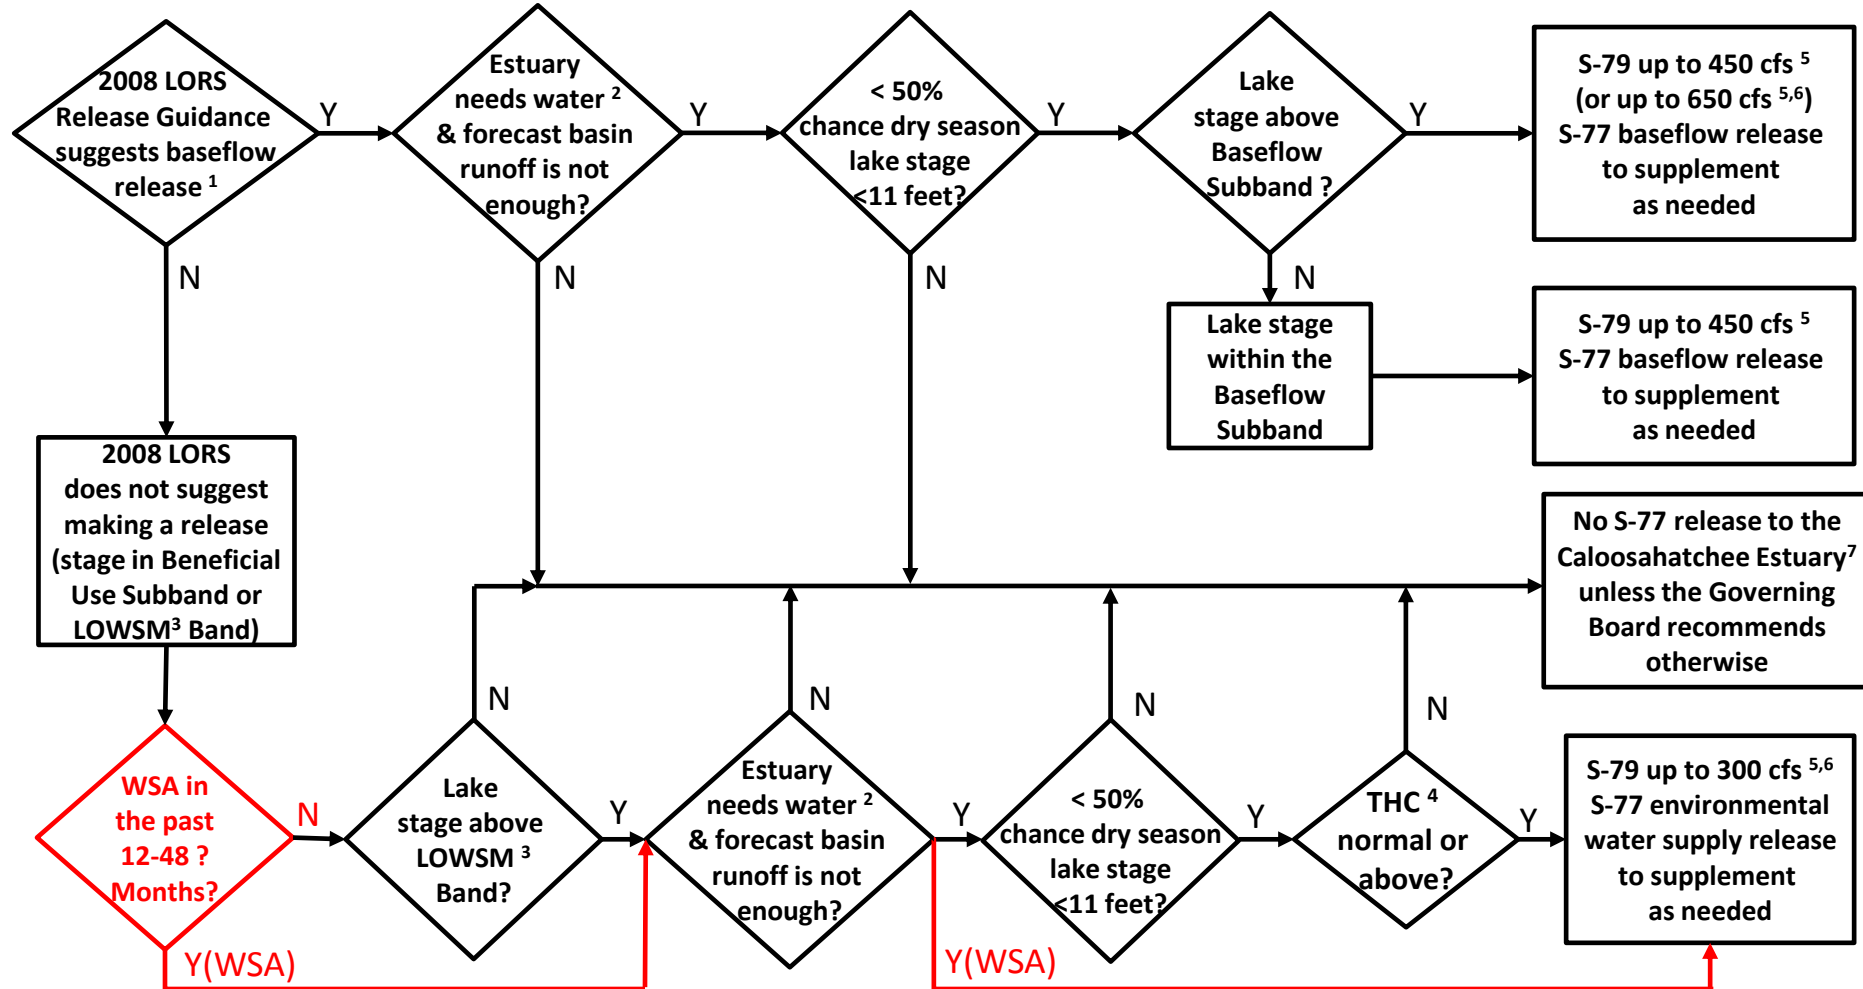 2008 LORS
Release Guidance
suggests baseflow
release 1
Y
N
Estuary
needs water 2
& forecast basin
runoff is not
enough?
Y
N
< 50%
chance dry season
lake stage
<11 feet?
Y
N
Lake
stage above
Baseflow
Subband ?
Y
N
S-79 up to 450 cfs 5
(or up to 650 cfs 5,6)
S-77 baseflow release
to supplement
as needed
Lake stage
within the
Baseflow
Subband
S-79 up to 450 cfs 5
S-77 baseflow release
to supplement
as needed
2008 LORS
does not suggest
making a release
(stage in Beneficial
Use Subband or
LOWSM3 Band)
No S-77 release to the
Caloosahatchee Estuary7
unless the Governing
Board recommends
otherwise
WSA in
the past
12-48 ?
Months?
N
Y(WSA)
Lake
stage above
LOWSM 3
Band?
N
Y
Estuary
needs water 2
& forecast basin
runoff is not
enough?
N
Y
Y(WSA)
< 50%
chance dry season
lake stage
<11 feet?
N
Y
THC 4
normal or
above?
N
Y
S-79 up to 300 cfs 5,6
S-77 environmental
water supply release
to supplement
as needed